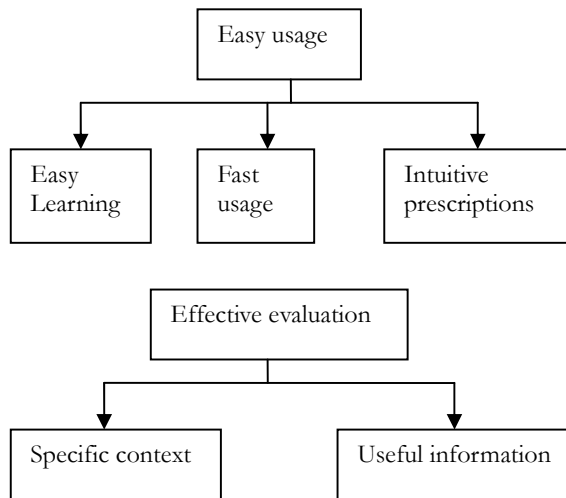 Easy usage
Easy
Learning
Fast
usage
Intuitive
prescriptions
Effective evaluation
Specific context
Useful information